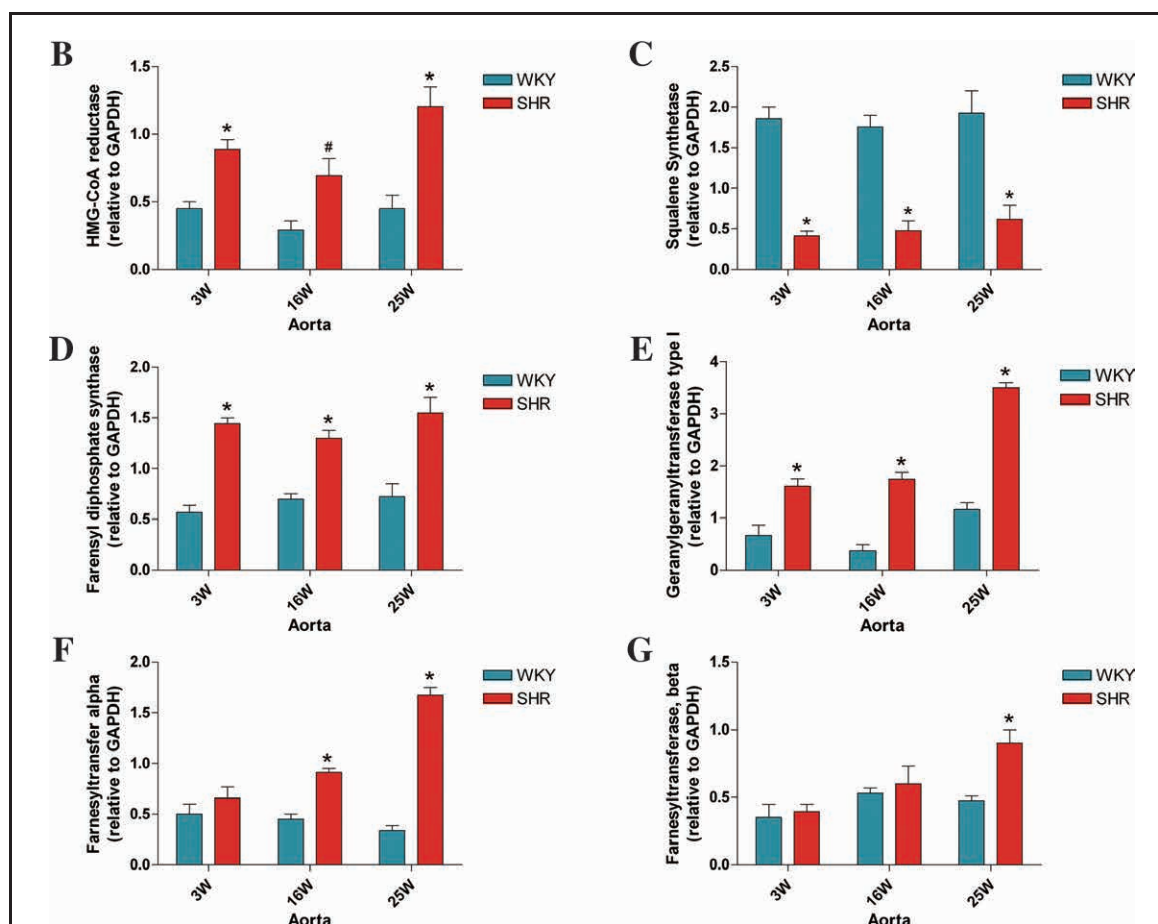 B
HMG-CoA reductase
(relative to GAPDH)
1.5
1.0
0.5
0.0
*
#
*
WKY
SHR
3W
16W
25W
Aorta
C
Squalene Synthetase
(relative to GAPDH)
2.5
2.0
1.5
1.0
0.5
0.0
*
*
*
WKY
SHR
3W
16W
25W
Aorta
D
Farensyl diphosphate synthase
(relative to GAPDH)
2.0
1.5
1.0
0.5
0.0
*
*
*
WKY
SHR
3W
16W
25W
Aorta
E
Geranylgeranyltransferase type I
(relative to GAPDH)
4
3
2
1
0
*
*
*
WKY
SHR
3W
16W
25W
Aorta
F
Farnesyltransfer alpha
(relative to GAPDH)
2.0
1.5
1.0
0.5
0.0
*
*
WKY
SHR
3W
16W
25W
Aorta
G
Farnesyltransferase, beta
(relative to GAPDH)
1.5
1.0
0.5
0.0
*
WKY
SHR
3W
16W
25W
Aorta